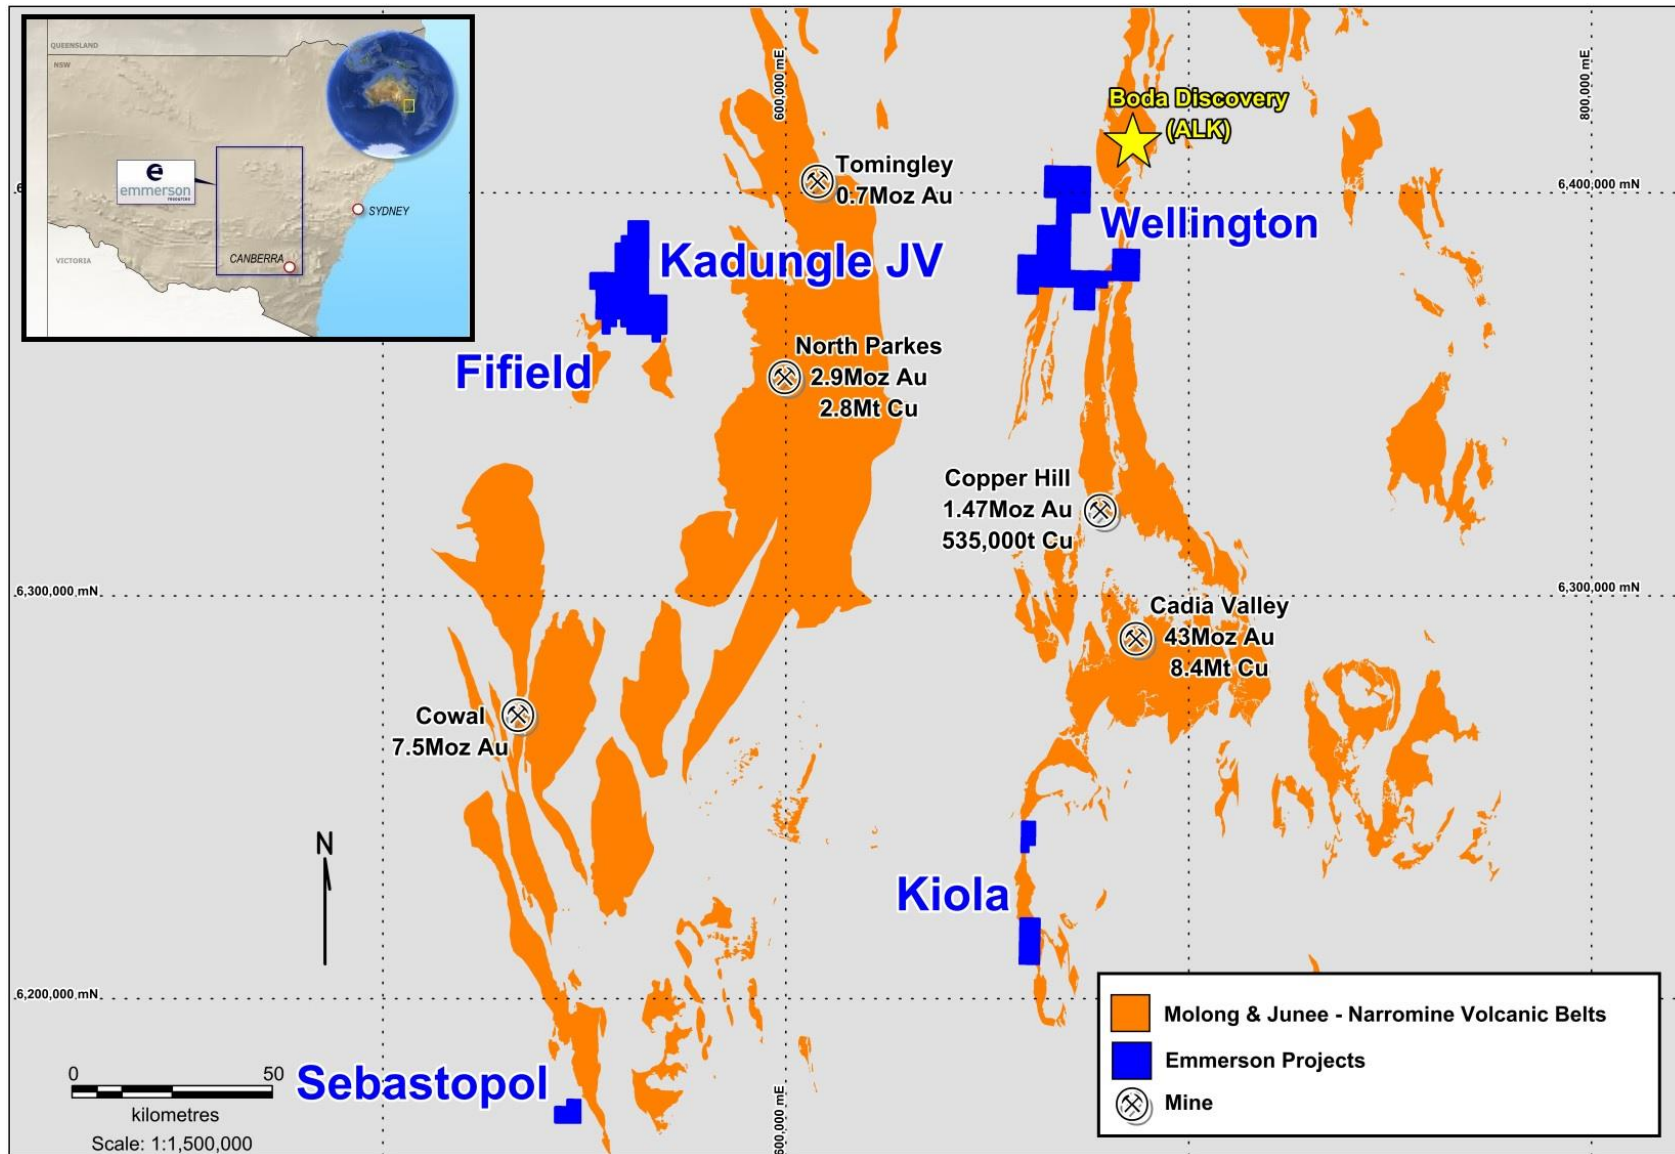 QUEENSLAND
NSW
e
emmerson
RESOURCES
SYDNEY
CANBERRA
VICTORIA
600,000 mE
800,000 mE
Boda Discovery
(ALK)
Tomingley
0.7Moz Au
6,400,000 mN
Wellington
Kadungle JV
North Parkes
2.9Moz Au
2.8Mt Cu
Fifield
Copper Hill
1.47Moz Au
535,000t Cu
6,300,000 mN
6,300,000 mN
Cadia Valley
43Moz Au
8.4Mt Cu
Cowal
7.5Moz Au
N
Kiola
6,200,000 mN
Sebastopol
0 50
kilometres
Scale: 1:1,500,000
600,000 mE
Molong & Junee - Narromine Volcanic Belts
Emmerson Projects
Mine